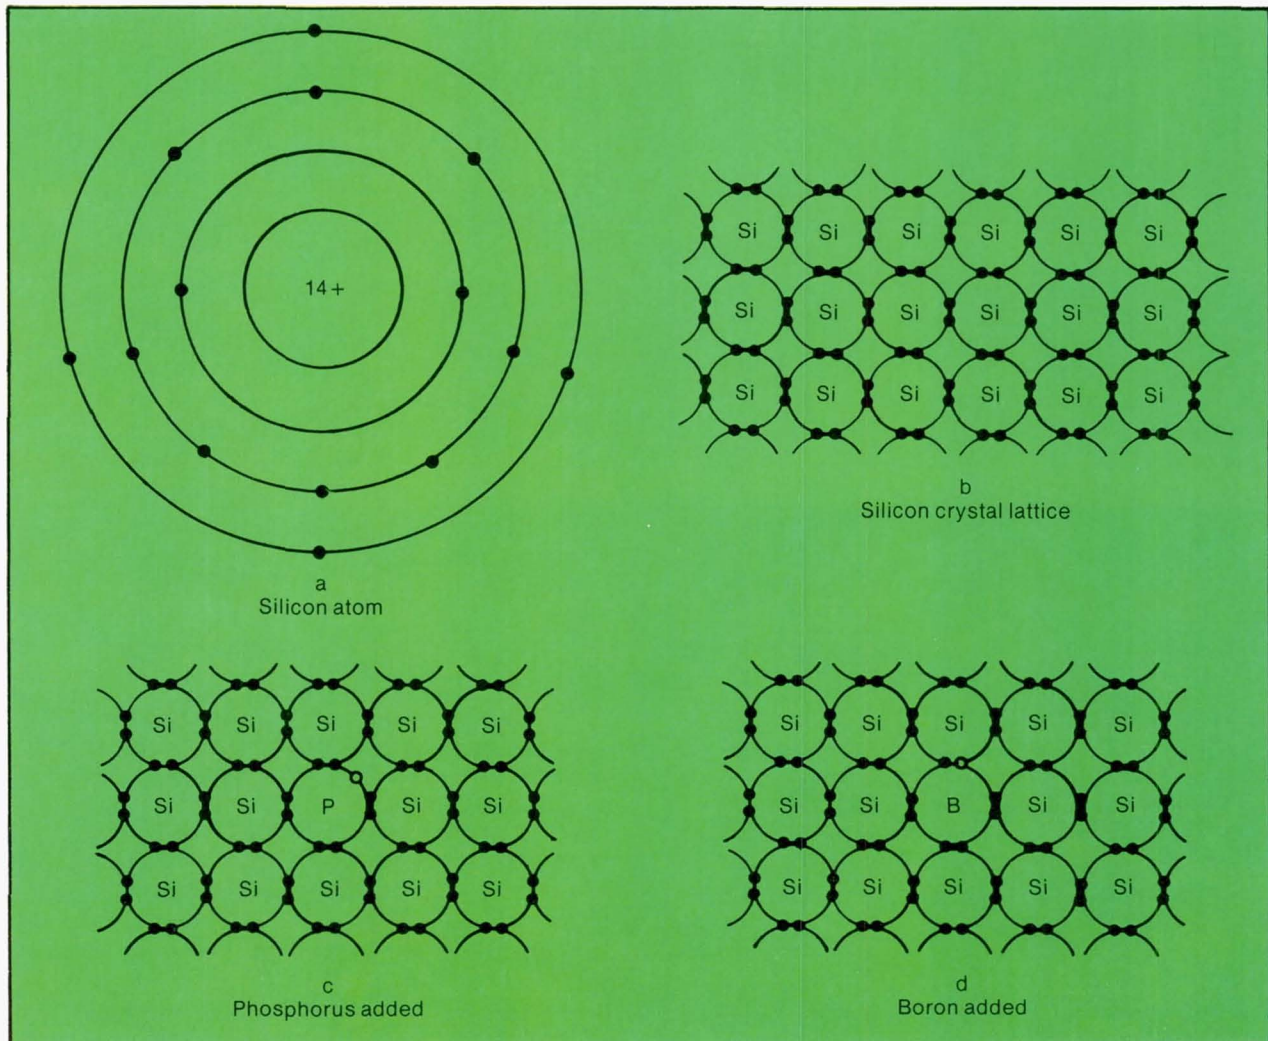 14+
a
Silicon atom
Si Si Si Si Si Si
Si Si Si Si Si Si
Si Si Si Si Si Si
b
Silicon crystal lattice
Si Si Si Si Si
Si Si P Si Si
Si Si Si Si Si
c
Phosphorus added
Si Si Si Si Si
Si Si B Si Si
Si Si Si Si Si
d
Boron added